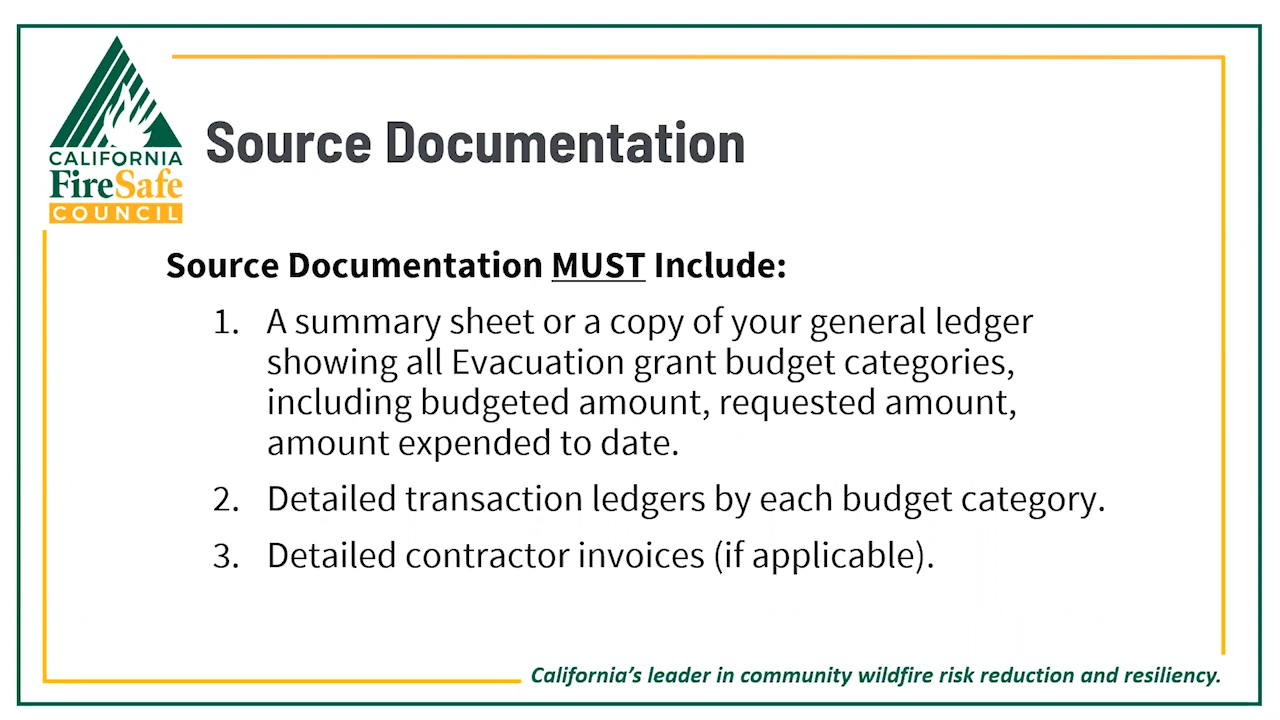 CALIFORNIA
FireSafe
COUNCIL
Source Documentation
Source Documentation MUST Include:
1. A summary sheet or a copy of your general ledger
showing all Evacuation grant budget categories,
including budgeted amount, requested amount,
amount expended to date.
2. Detailed transaction ledgers by each budget category.
3. Detailed contractor invoices (if applicable).
California’s leader in community wildfire risk reduction and resiliency.